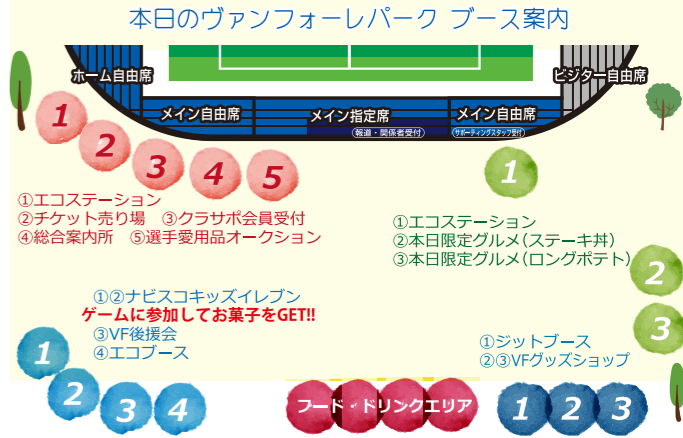 本日のヴァンフォーレパーク ブース案内
ホーム自由席
ビジター自由席
メイン自由席
メイン指定席
メイン自由席
報道・関係者受付
サポーティングスタッフ受付
1
2
3
4
5
1
①エコステーション
②チケット売り場　③クラサポ会員受付
④総合案内所　⑤選手愛用品オークション
①エコステーション
②本日限定グルメ（ステーキ丼）
③本日限定グルメ（ロングポテト）
2
3
①②ナビスコキッズイレブン
ゲームに参加してお菓子をGET!!
③VF後援会
④エコブース
1
2
3
4
①ジットブース
②③VFグッズショップ
フード・ドリンクエリア
1
2
3